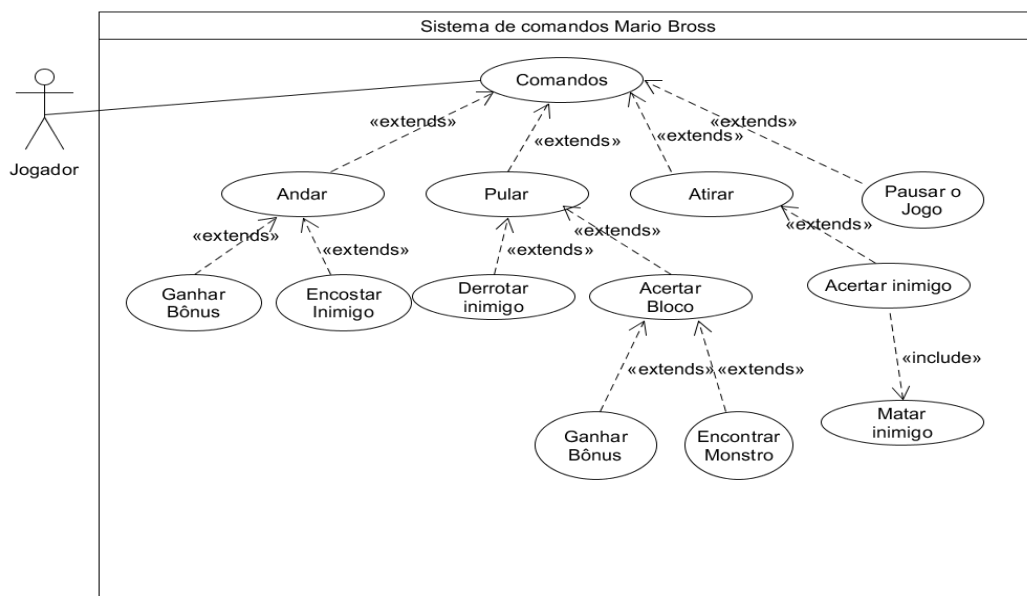 Sistema de comandos Mario Bross
Comandos
Jogador
«extends»
«extends»
«extends»
«extends»
Andar
Pular
Atirar
Pausar o
Jogo
«extends»
«extends»
«extends»
«extends»
«extends»
Ganhar
Bônus
Encostar
Inimigo
Derrotar
inimigo
Acertar
Bloco
Acertar inimigo
«extends»
«extends»
«include»
Ganhar
Bônus
Encontrar
Monstro
Matar
inimigo